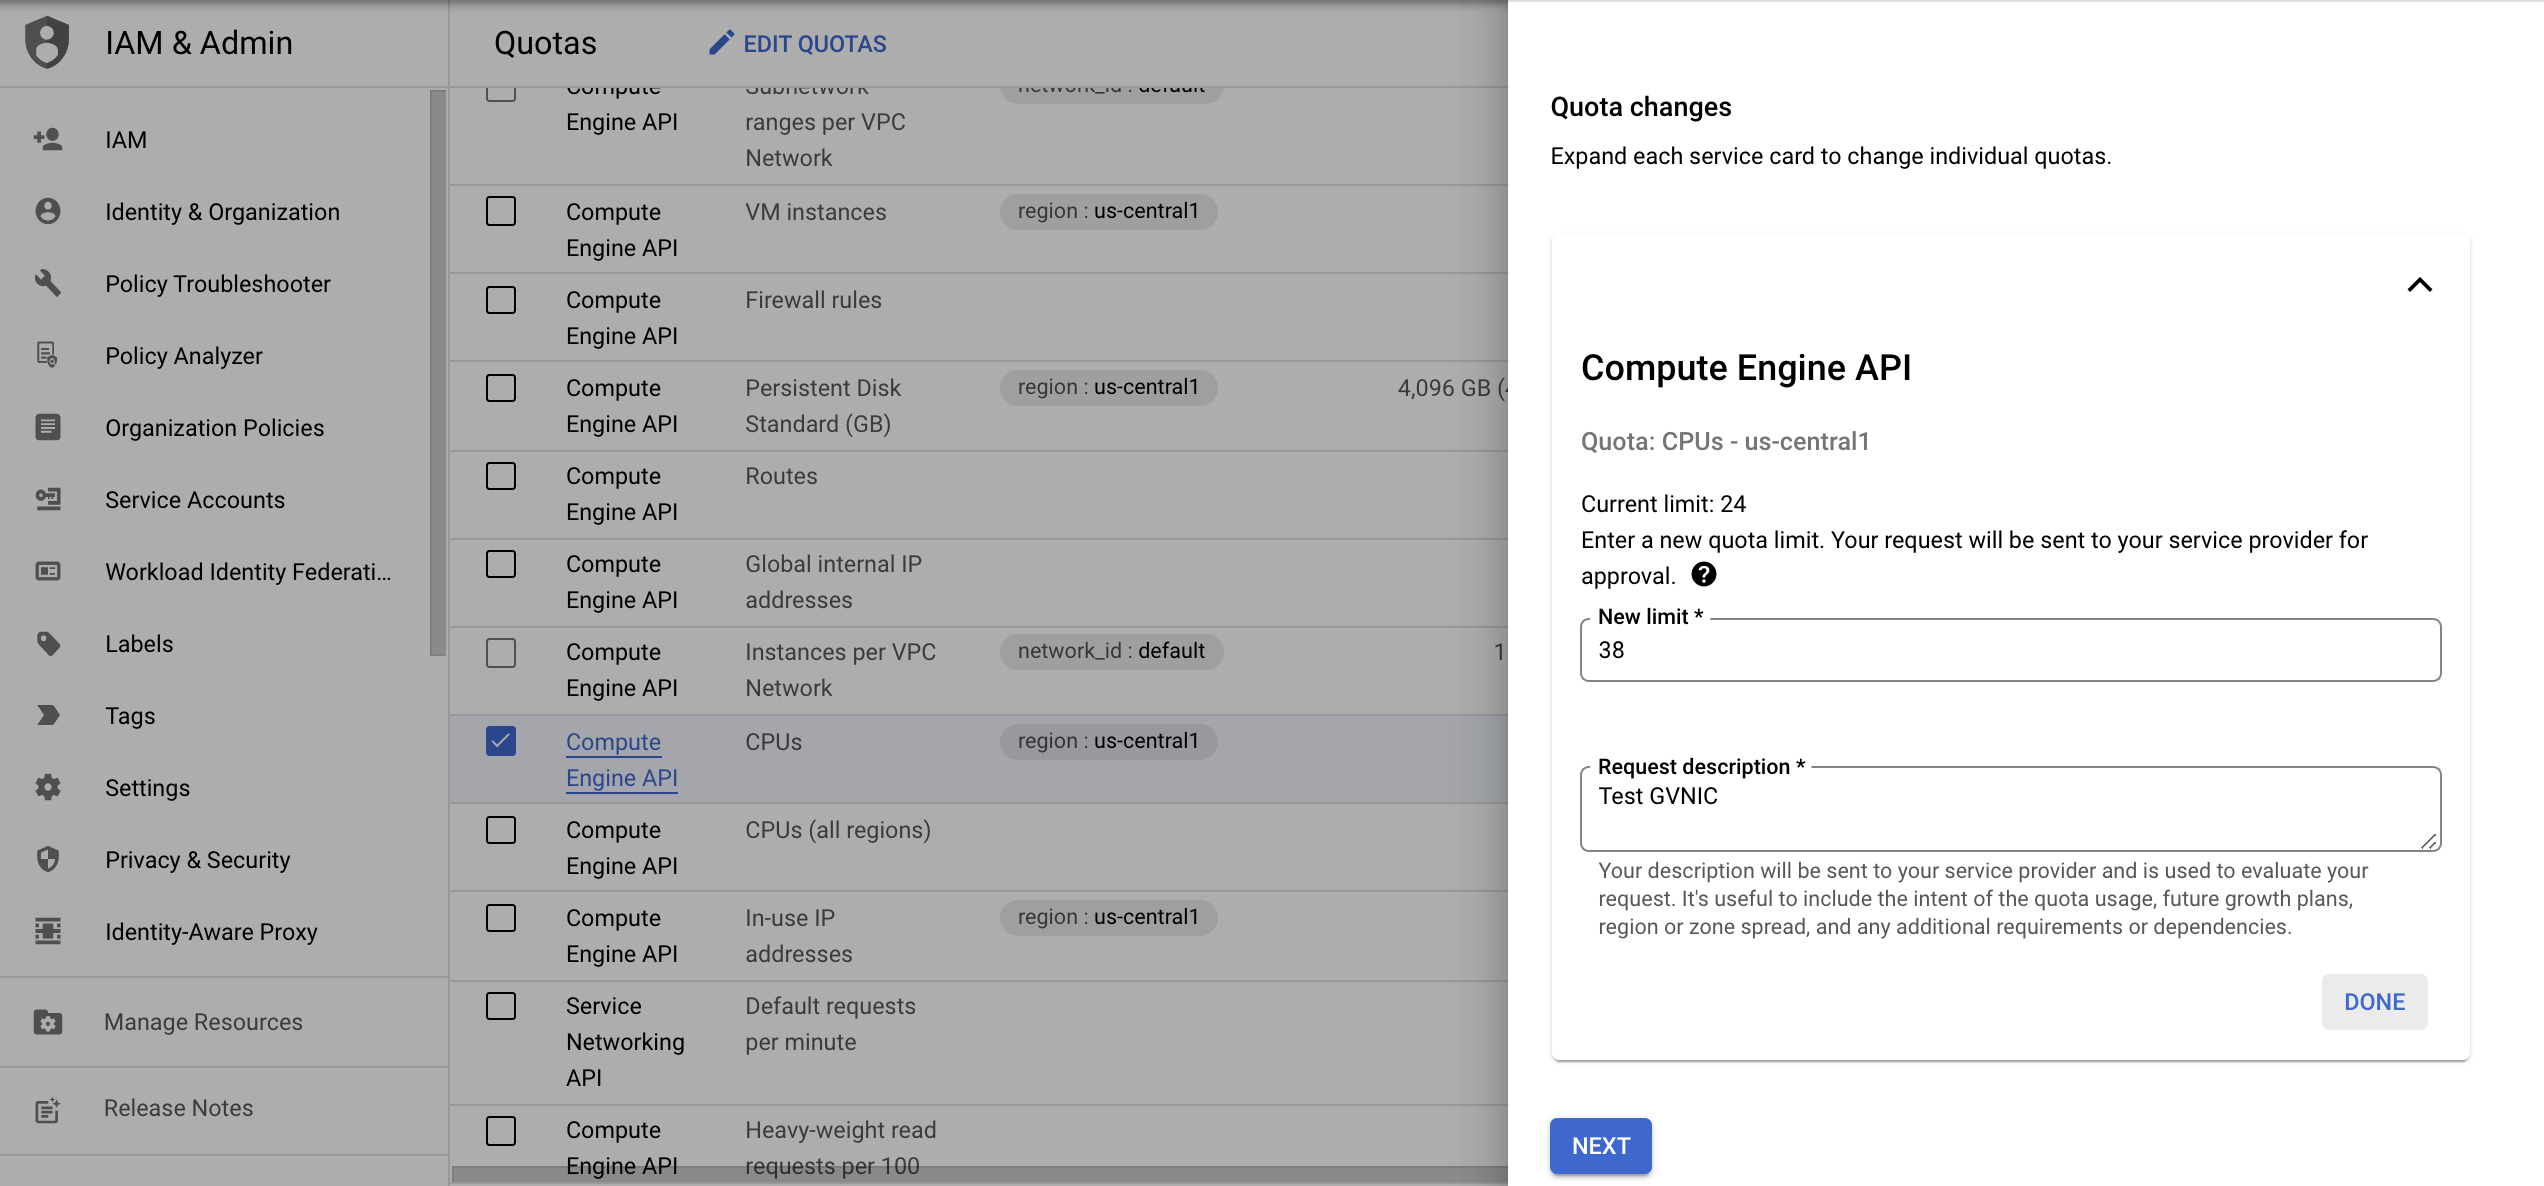 IAM & Admin
IAM
Identity & Organization
Policy Troubleshooter
Policy Analyzer
Organization Policies
Service Accounts
Workload Identity Federati...
Labels
Tags
Settings
Privacy & Security
Identity-Aware Proxy
Manage Resources
Release Notes
Quotas
EDIT QUOTAS
Compute Subnetwork network_id : default
Engine API ranges per VPC
Network
Compute VM instances region : us-central1
Engine API
Compute Firewall rules
Engine API
Compute Persistent Disk region : us-central1 4,096 GB (
Engine API Standard (GB)
Compute Routes
Engine API
Compute Global internal IP
Engine API addresses
Compute Instances per VPC network_id : default 1
Engine API Network
Compute CPUs region : us-central1
Engine API
Compute CPUs (all regions)
Engine API
Compute In-use IP region : us-central1
Engine API addresses
Service Default requests
Networking per minute
API
Compute Heavy-weight read
Engine API requests per 100
Quota changes
Expand each service card to change individual quotas.
Compute Engine API
Quota: CPUs - us-central1
Current limit: 24
Enter a new quota limit. Your request will be sent to your service provider for
approval. ?
New limit *
38
Request description *
Test GVNIC
Your description will be sent to your service provider and is used to evaluate your
request. It's useful to include the intent of the quota usage, future growth plans,
region or zone spread, and any additional requirements or dependencies.
DONE
NEXT